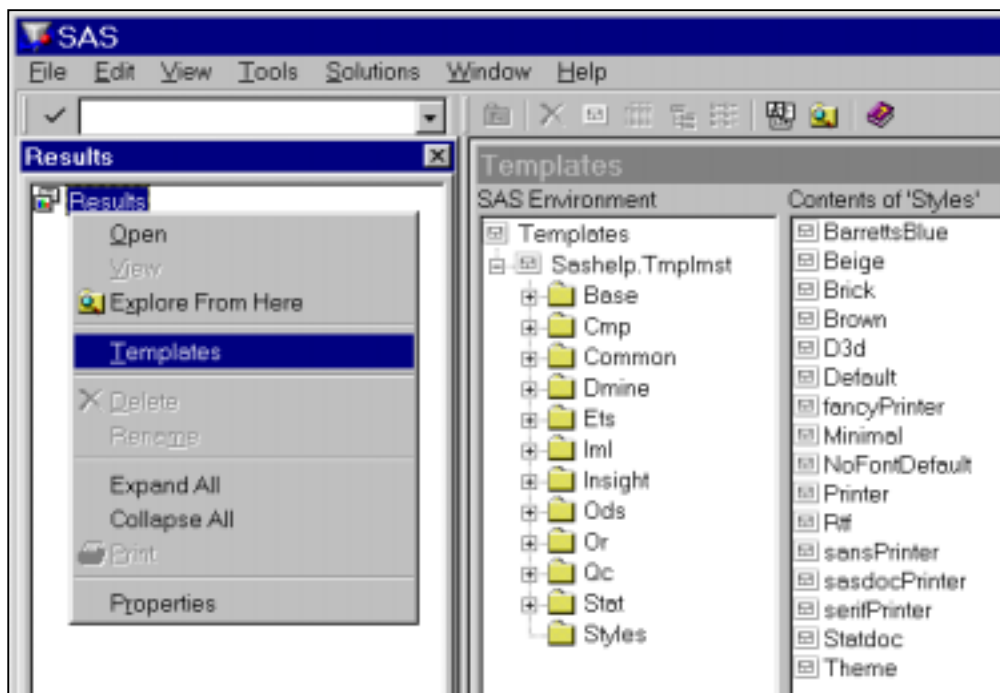 SAS
File Edit View Tools Solutions Window Help
Results
Results
Open
View
Explore From Here
Templates
Delete
Rename
Expand All
Collapse All
Print
Properties
Templates
SAS Environment
Templates
Sashelp.Tmplmst
Base
Cmp
Common
Dmine
Ets
Iml
Insight
Ods
Or
Qc
Stat
Styles
Contents of 'Styles'
BarrettsBlue
Beige
Brick
Brown
D3d
Default
fancyPrinter
Minimal
NoFontDefault
Printer
Rtf
sansPrinter
sasdocPrinter
serifPrinter
Statdoc
Theme